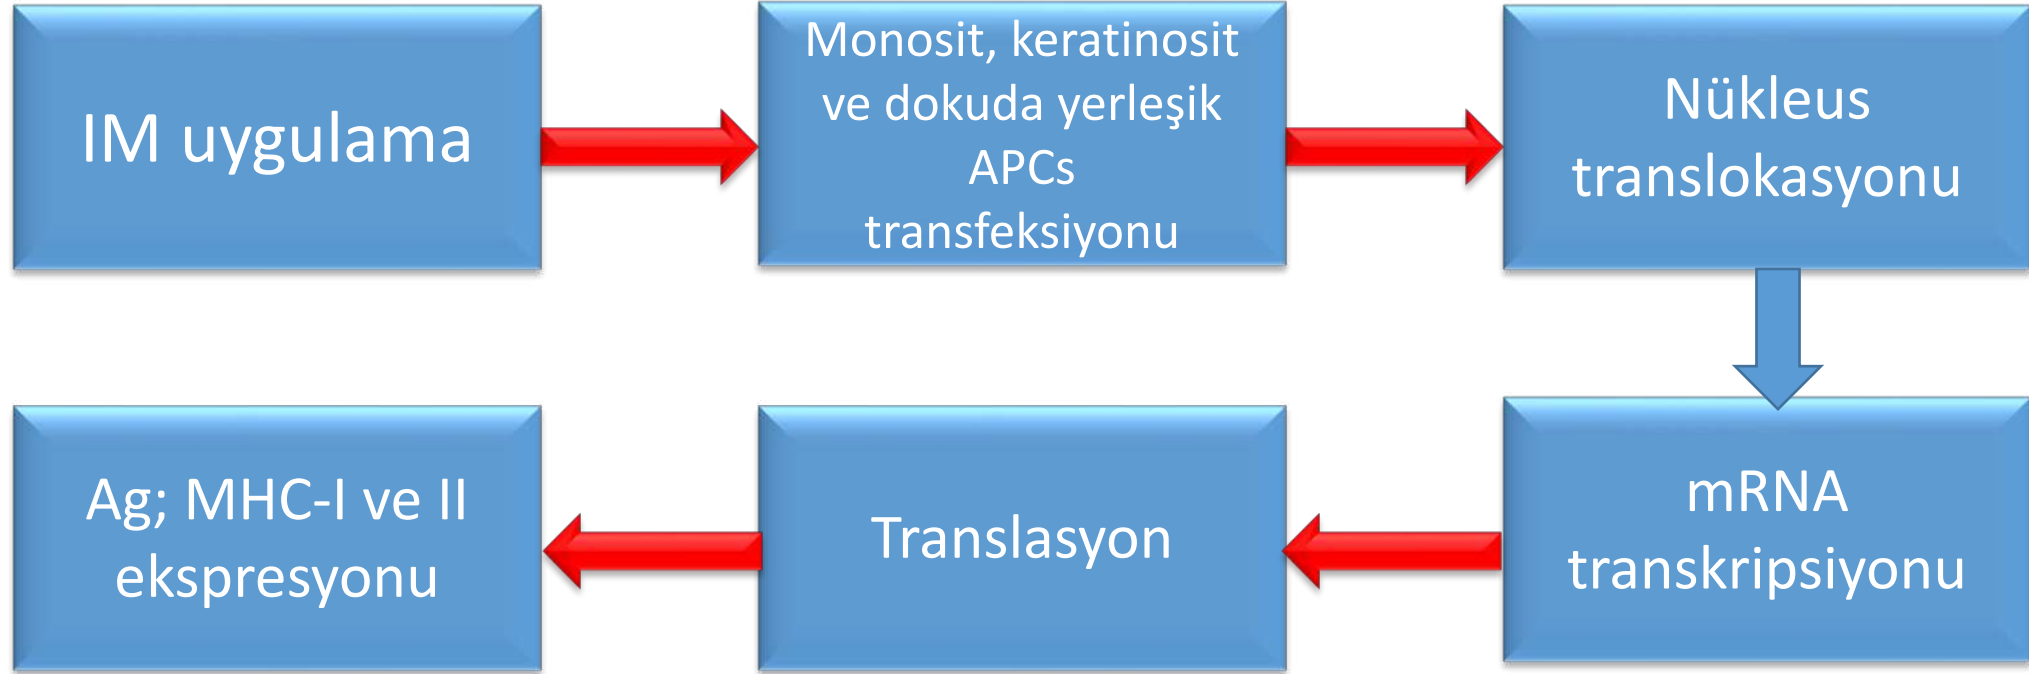 IM uygulama
Monosit, keratinosit
ve dokuda yerleşik
APCs
transfeksiyonu
Nükleus
translokasyonu
mRNA
transkripsiyonu
Translasyon
Ag; MHC-I ve II
ekspresyonu